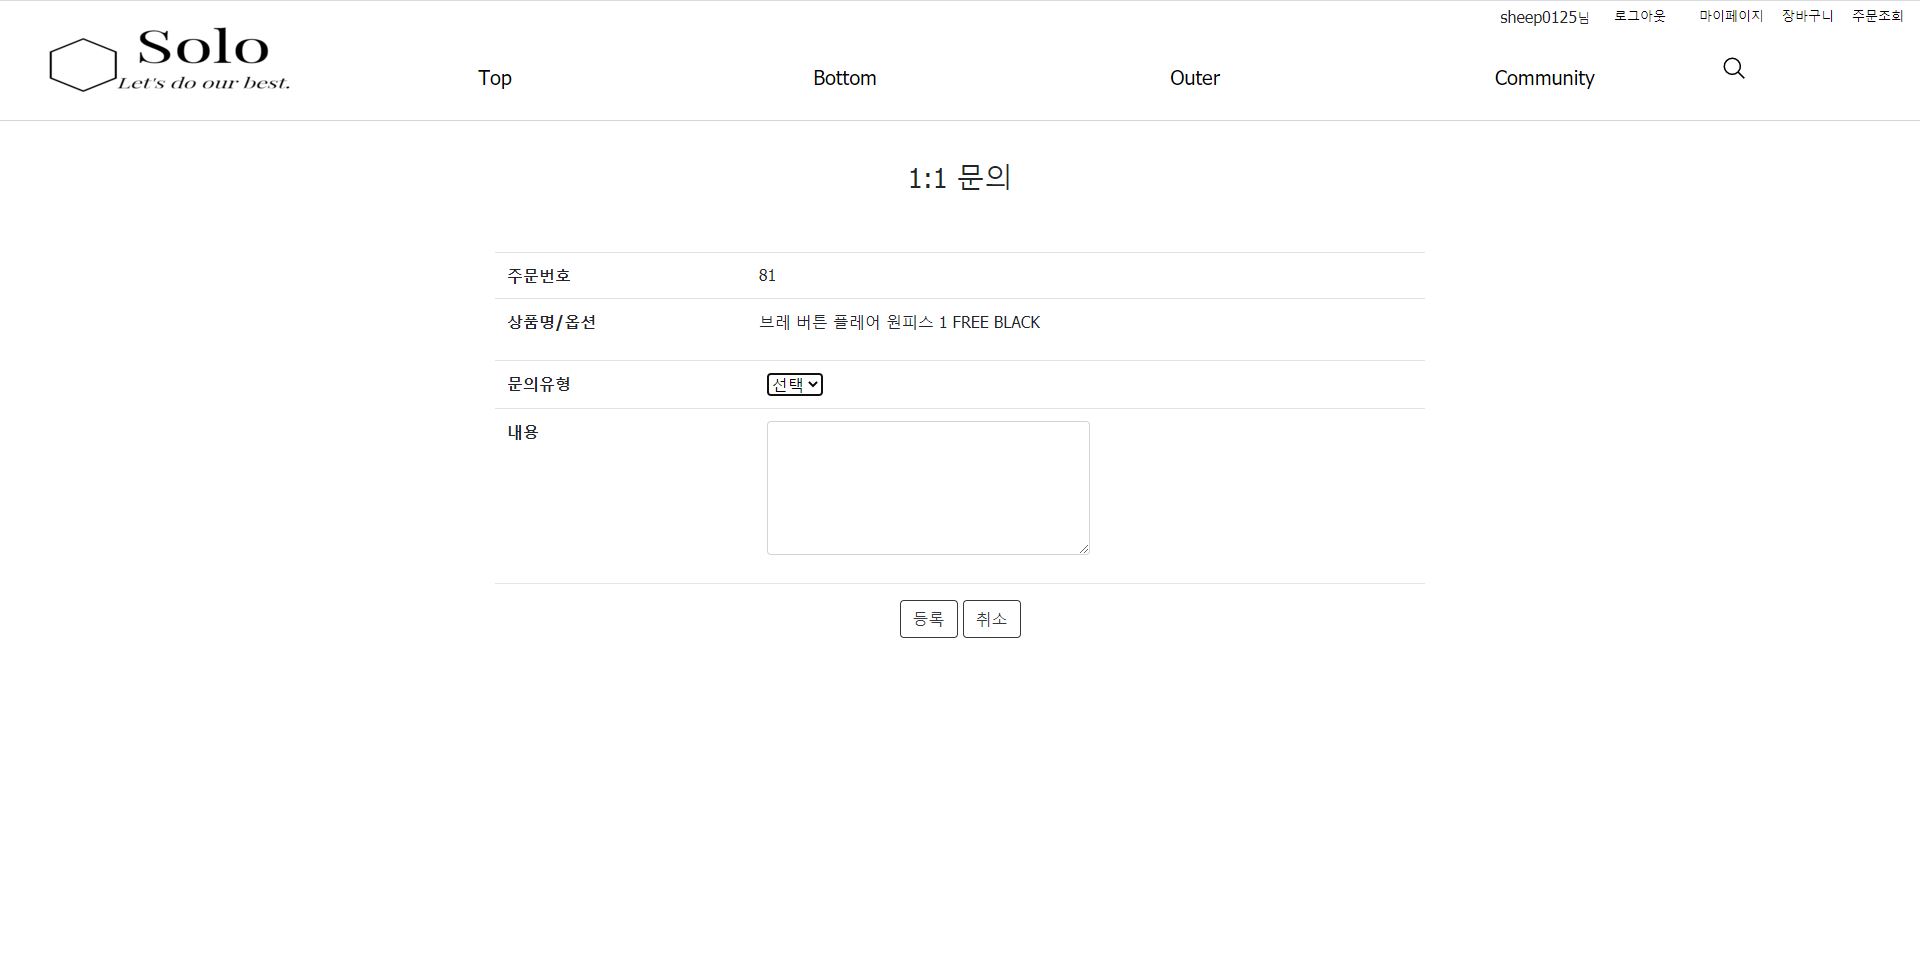 sheep0125님 로그아웃 마이페이지 장바구니 주문조회
Solo
Let's do our best.
Top Bottom Outer Community
1:1 문의
주문번호 81
상품명/옵션 브레 버튼 플레어 원피스 1 FREE BLACK
문의유형 선택
내용
등록 취소